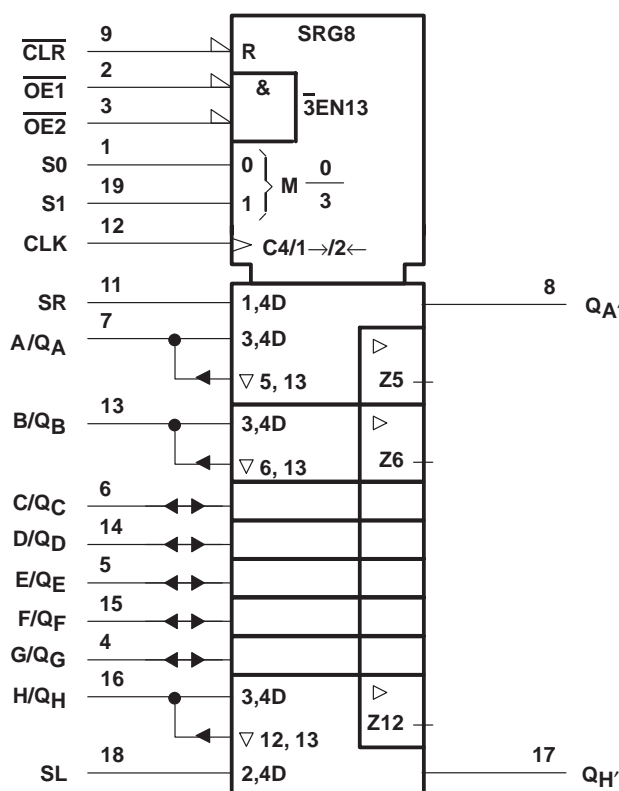 SRG8
CLR 9 R
OE1 2 &
3EN13
OE2 3
S0 1 0
M 0/3
S1 19 1
CLK 12 C4/1→/2←
SR 11 1,4D 8 QA′
A/QA 7 3,4D ▷
▽ 5, 13 Z5
B/QB 13 3,4D ▷
▽ 6, 13 Z6
C/QC 6
D/QD 14
E/QE 5
F/QF 15
G/QG 4
H/QH 16 3,4D ▷
▽ 12, 13 Z12
SL 18 2,4D 17 QH′